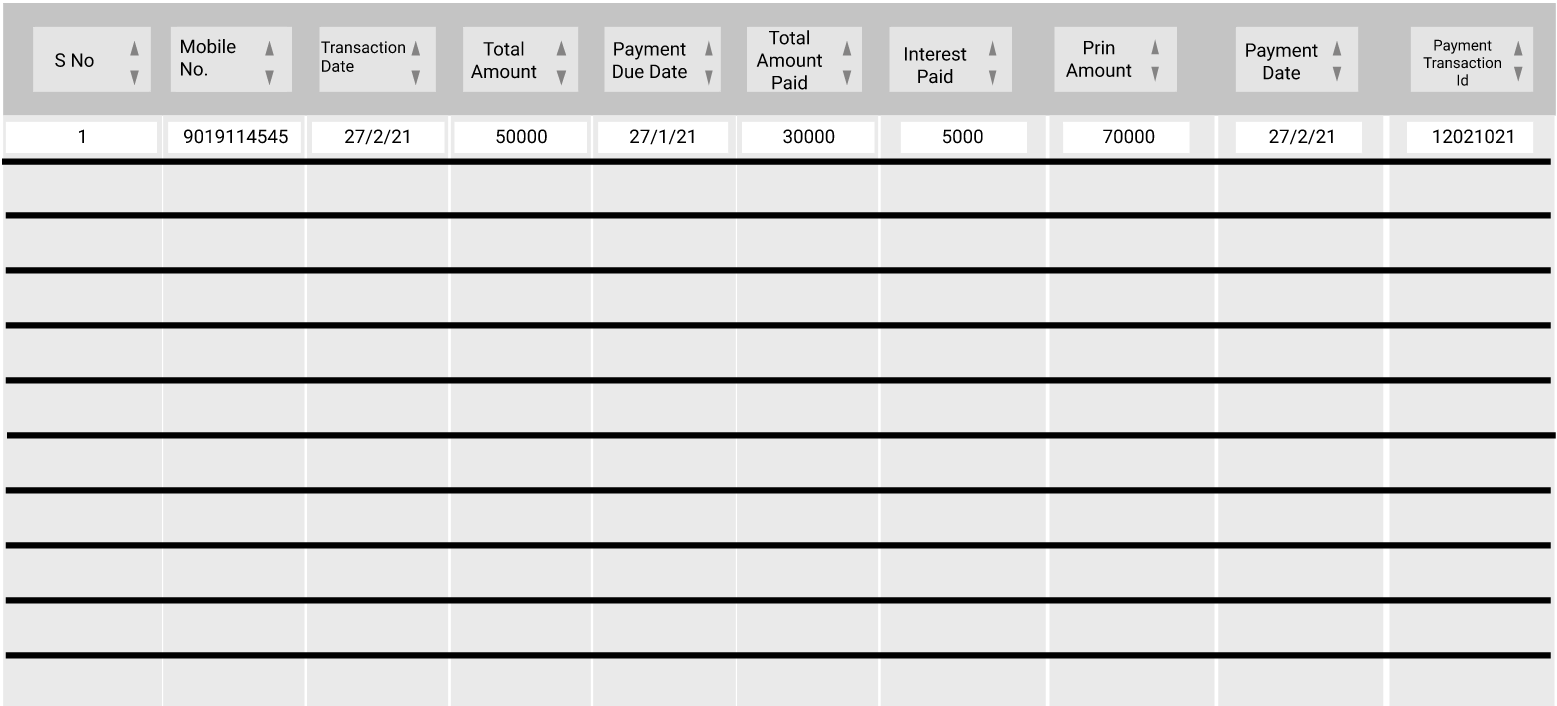 S No
Mobile
No.
Transaction
Date
Total
Amount
Payment
Due Date
Total
Amount
Paid
Interest
Paid
Prin
Amount
Payment
Date
Payment
Transaction
Id
1 9019114545 27/2/21 50000 27/1/21 30000 5000 70000 27/2/21 12021021